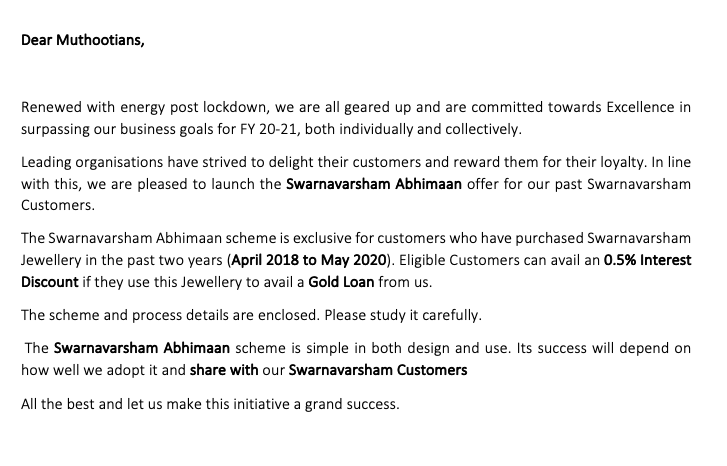 Dear Muthootians,
Renewed with energy post lockdown, we are all geared up and are committed towards Excellence in
surpassing our business goals for FY 20-21, both individually and collectively.
Leading organisations have strived to delight their customers and reward them for their loyalty. In line
with this, we are pleased to launch the Swarnavarsham Abhimaan offer for our past Swarnavarsham
Customers.
The Swarnavarsham Abhimaan scheme is exclusive for customers who have purchased Swarnavarsham
Jewellery in the past two years (April 2018 to May 2020). Eligible Customers can avail an 0.5% Interest
Discount if they use this Jewellery to avail a Gold Loan from us.
The scheme and process details are enclosed. Please study it carefully.
The Swarnavarsham Abhimaan scheme is simple in both design and use. Its success will depend on
how well we adopt it and share with our Swarnavarsham Customers
All the best and let us make this initiative a grand success.